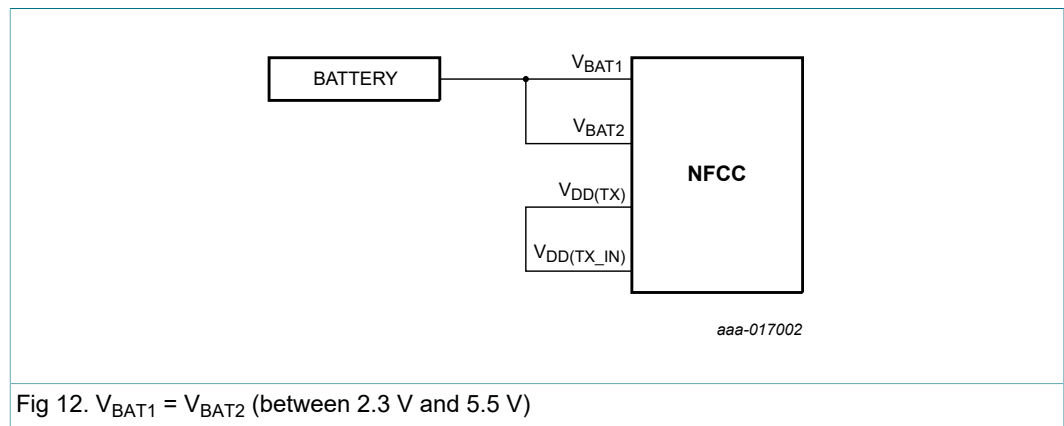 BATTERY
VBAT1
VBAT2
VDD(TX)
VDD(TX_IN)
NFCC
aaa-017002
Fig 12. VBAT1 = VBAT2 (between 2.3 V and 5.5 V)